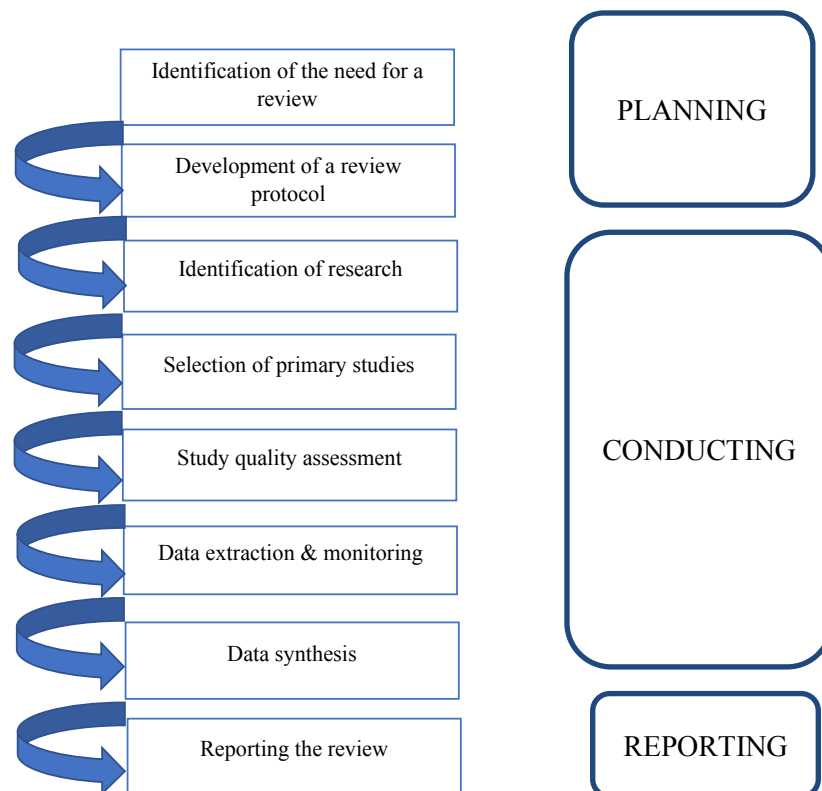 Identification of the need for a
review
PLANNING
Development of a review
protocol
Identification of research
Selection of primary studies
Study quality assessment
CONDUCTING
Data extraction & monitoring
Data synthesis
Reporting the review
REPORTING